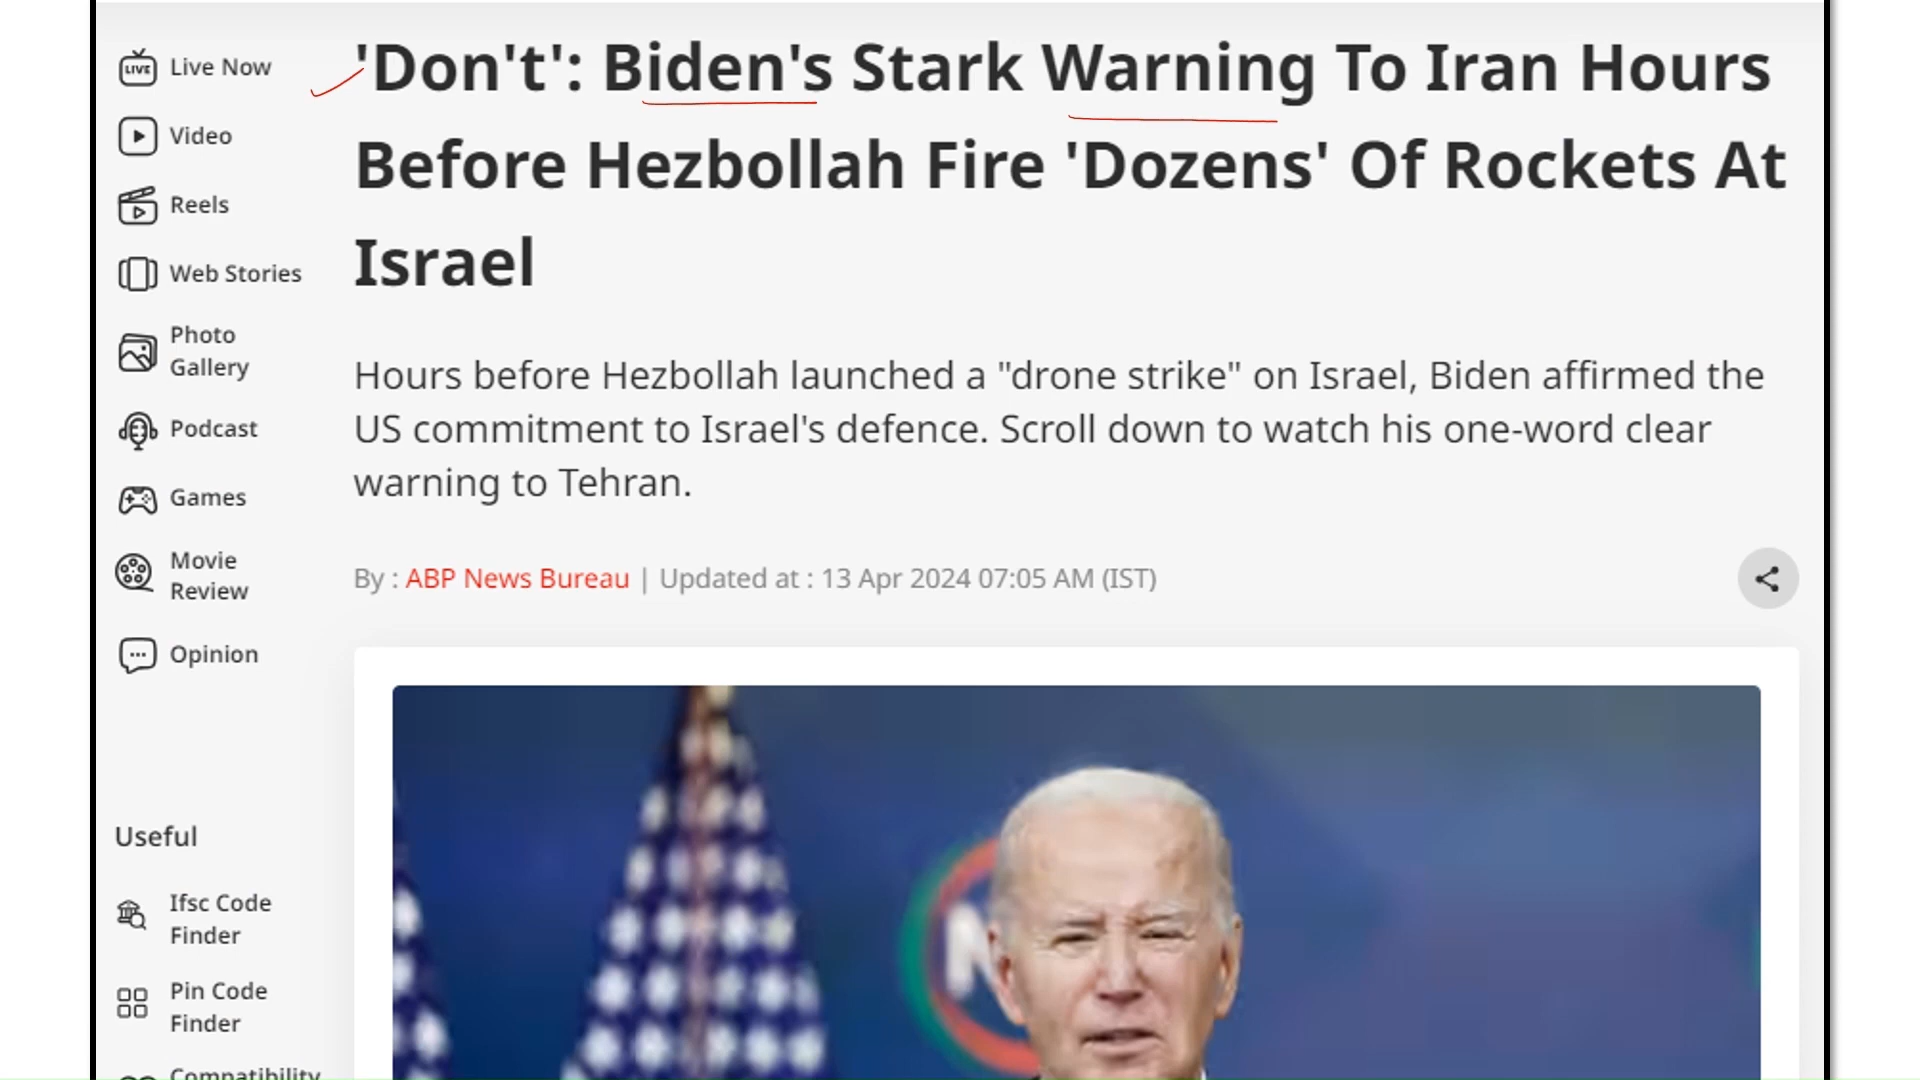 Live Now
Video
Reels
Web Stories
Photo
Gallery
Podcast
Games
Movie
Review
Opinion
Useful
Ifsc Code
Finder
Pin Code
Finder
Compatibility
'Don't': Biden's Stark Warning To Iran Hours
Before Hezbollah Fire 'Dozens' Of Rockets At
Israel
Hours before Hezbollah launched a "drone strike" on Israel, Biden affirmed the
US commitment to Israel's defence. Scroll down to watch his one-word clear
warning to Tehran.
By : ABP News Bureau | Updated at : 13 Apr 2024 07:05 AM (IST)